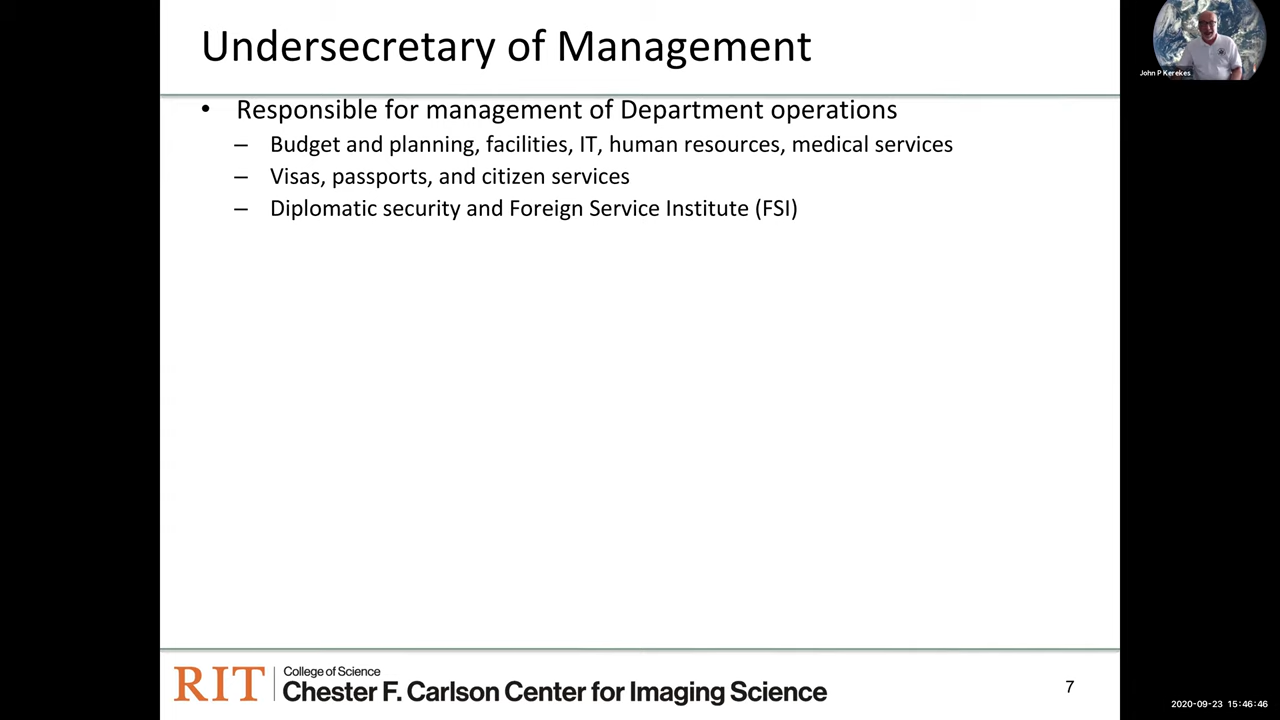 Undersecretary of Management
John P Kerekes
• Responsible for management of Department operations
– Budget and planning, facilities, IT, human resources, medical services
– Visas, passports, and citizen services
– Diplomatic security and Foreign Service Institute (FSI)
RIT
College of Science
Chester F. Carlson Center for Imaging Science
7
2020-09-23 15:46:46